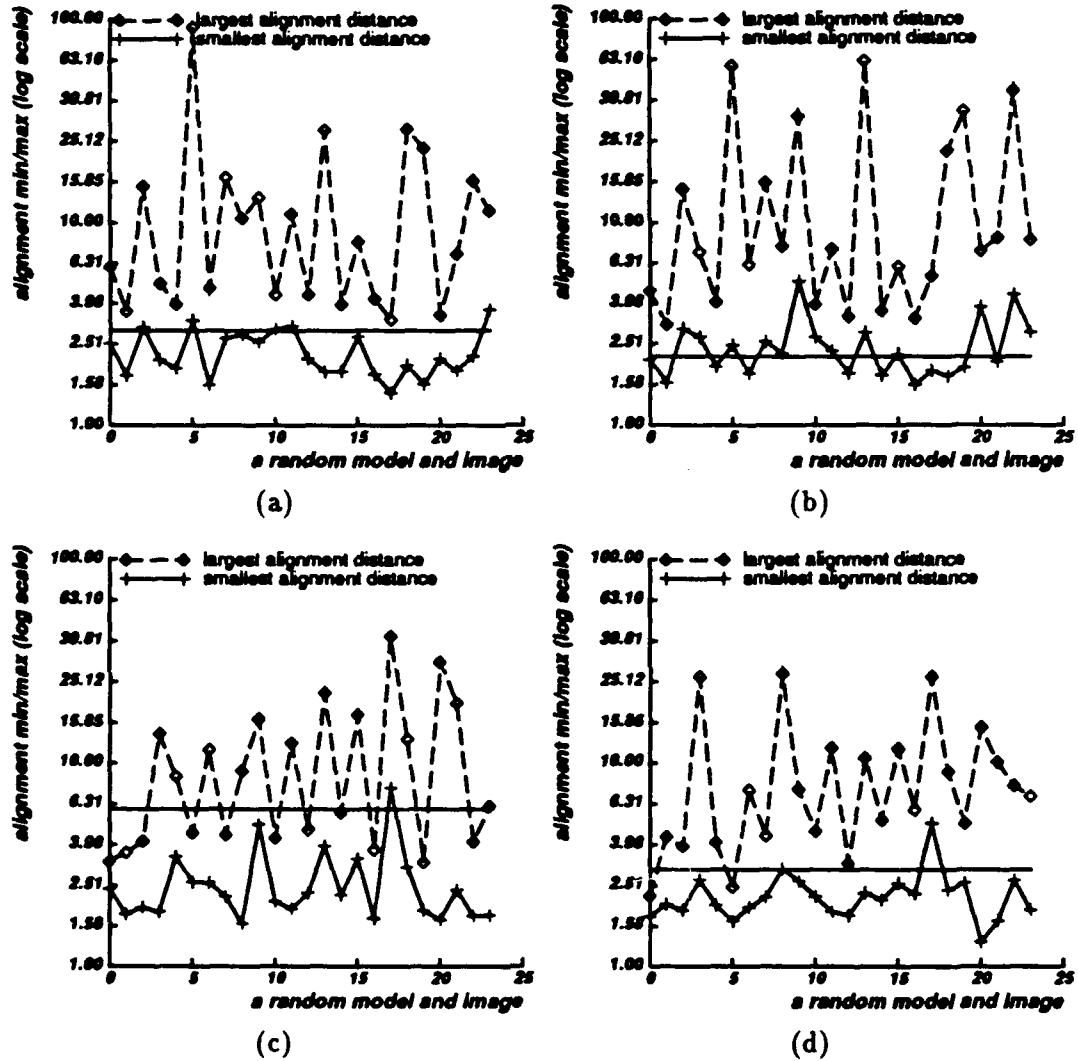 100.00 largest alignment distance
smallest alignment distance
63.10
39.81
25.12
15.85
10.00
6.31
3.98
2.51
1.58
1.00
0 5 10 15 20 25
alignment min/max (log scale)
a random model and image
(a)
100.00 largest alignment distance
smallest alignment distance
63.10
39.81
25.12
15.85
10.00
6.31
3.98
2.51
1.58
1.00
0 5 10 15 20 25
alignment min/max (log scale)
a random model and image
(b)
100.00 largest alignment distance
smallest alignment distance
63.10
39.81
25.12
15.85
10.00
6.31
3.98
2.51
1.58
1.00
0 5 10 15 20 25
alignment min/max (log scale)
a random model and image
(c)
100.00 largest alignment distance
smallest alignment distance
63.10
39.81
25.12
15.85
10.00
6.31
3.98
2.51
1.58
1.00
0 5 10 15 20 25
alignment min/max (log scale)
a random model and image
(d)